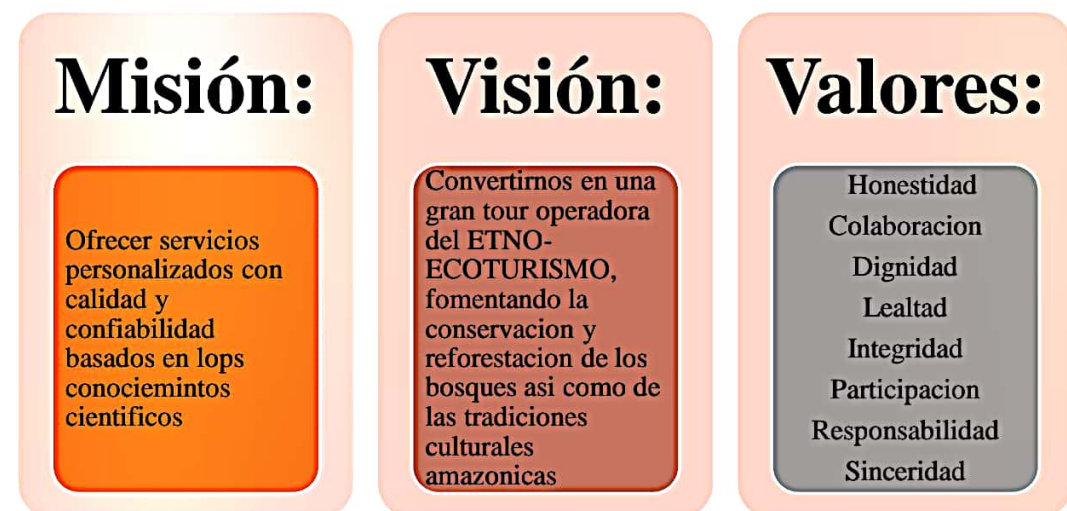 Misión:
Ofrecer servicios
personalizados con
calidad y
confiabilidad
basados en lops
conociemintos
cientificos
Visión:
Convertirnos en una
gran tour operadora
del ETNO-
ECOTURISMO,
fomentando la
conservacion y
reforestacion de los
bosques asi como de
las tradiciones
culturales
amazonicas
Valores:
Honestidad
Colaboracion
Dignidad
Lealtad
Integridad
Participacion
Responsabilidad
Sinceridad